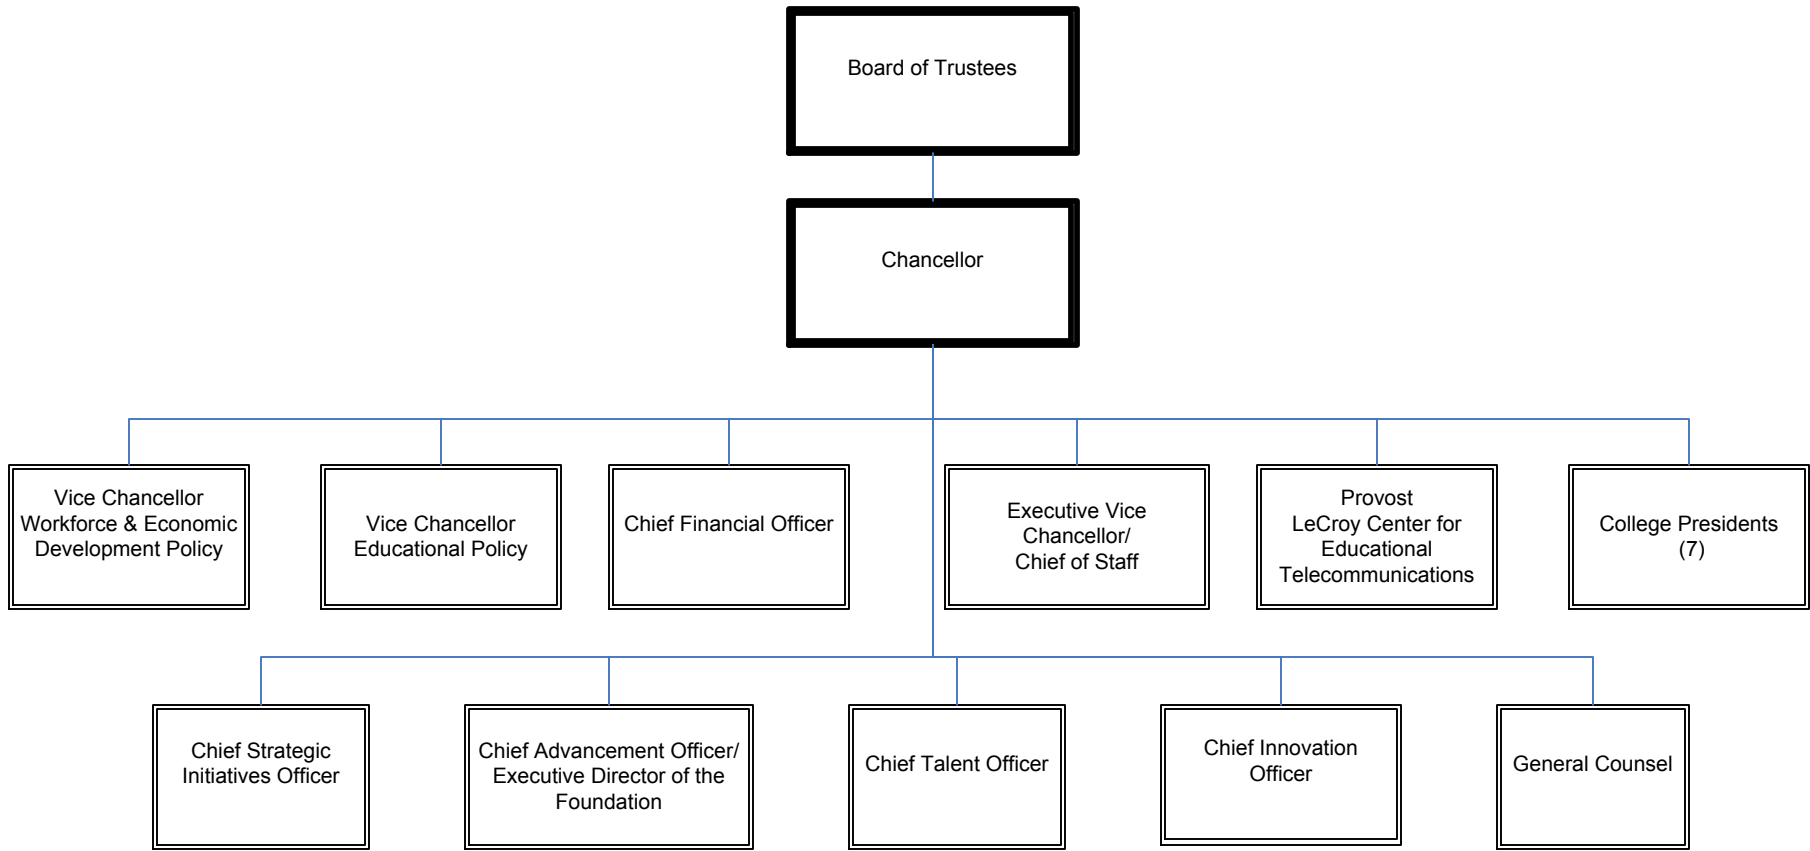 Board of Trustees
Chancellor
Vice Chancellor
Workforce & Economic
Development Policy
Vice Chancellor
Educational Policy
Chief Financial Officer
Executive Vice
Chancellor/
Chief of Staff
Provost
LeCroy Center for
Educational
Telecommunications
College Presidents
(7)
Chief Strategic
Initiatives Officer
Chief Advancement Officer/
Executive Director of the
Foundation
Chief Talent Officer
Chief Innovation
Officer
General Counsel